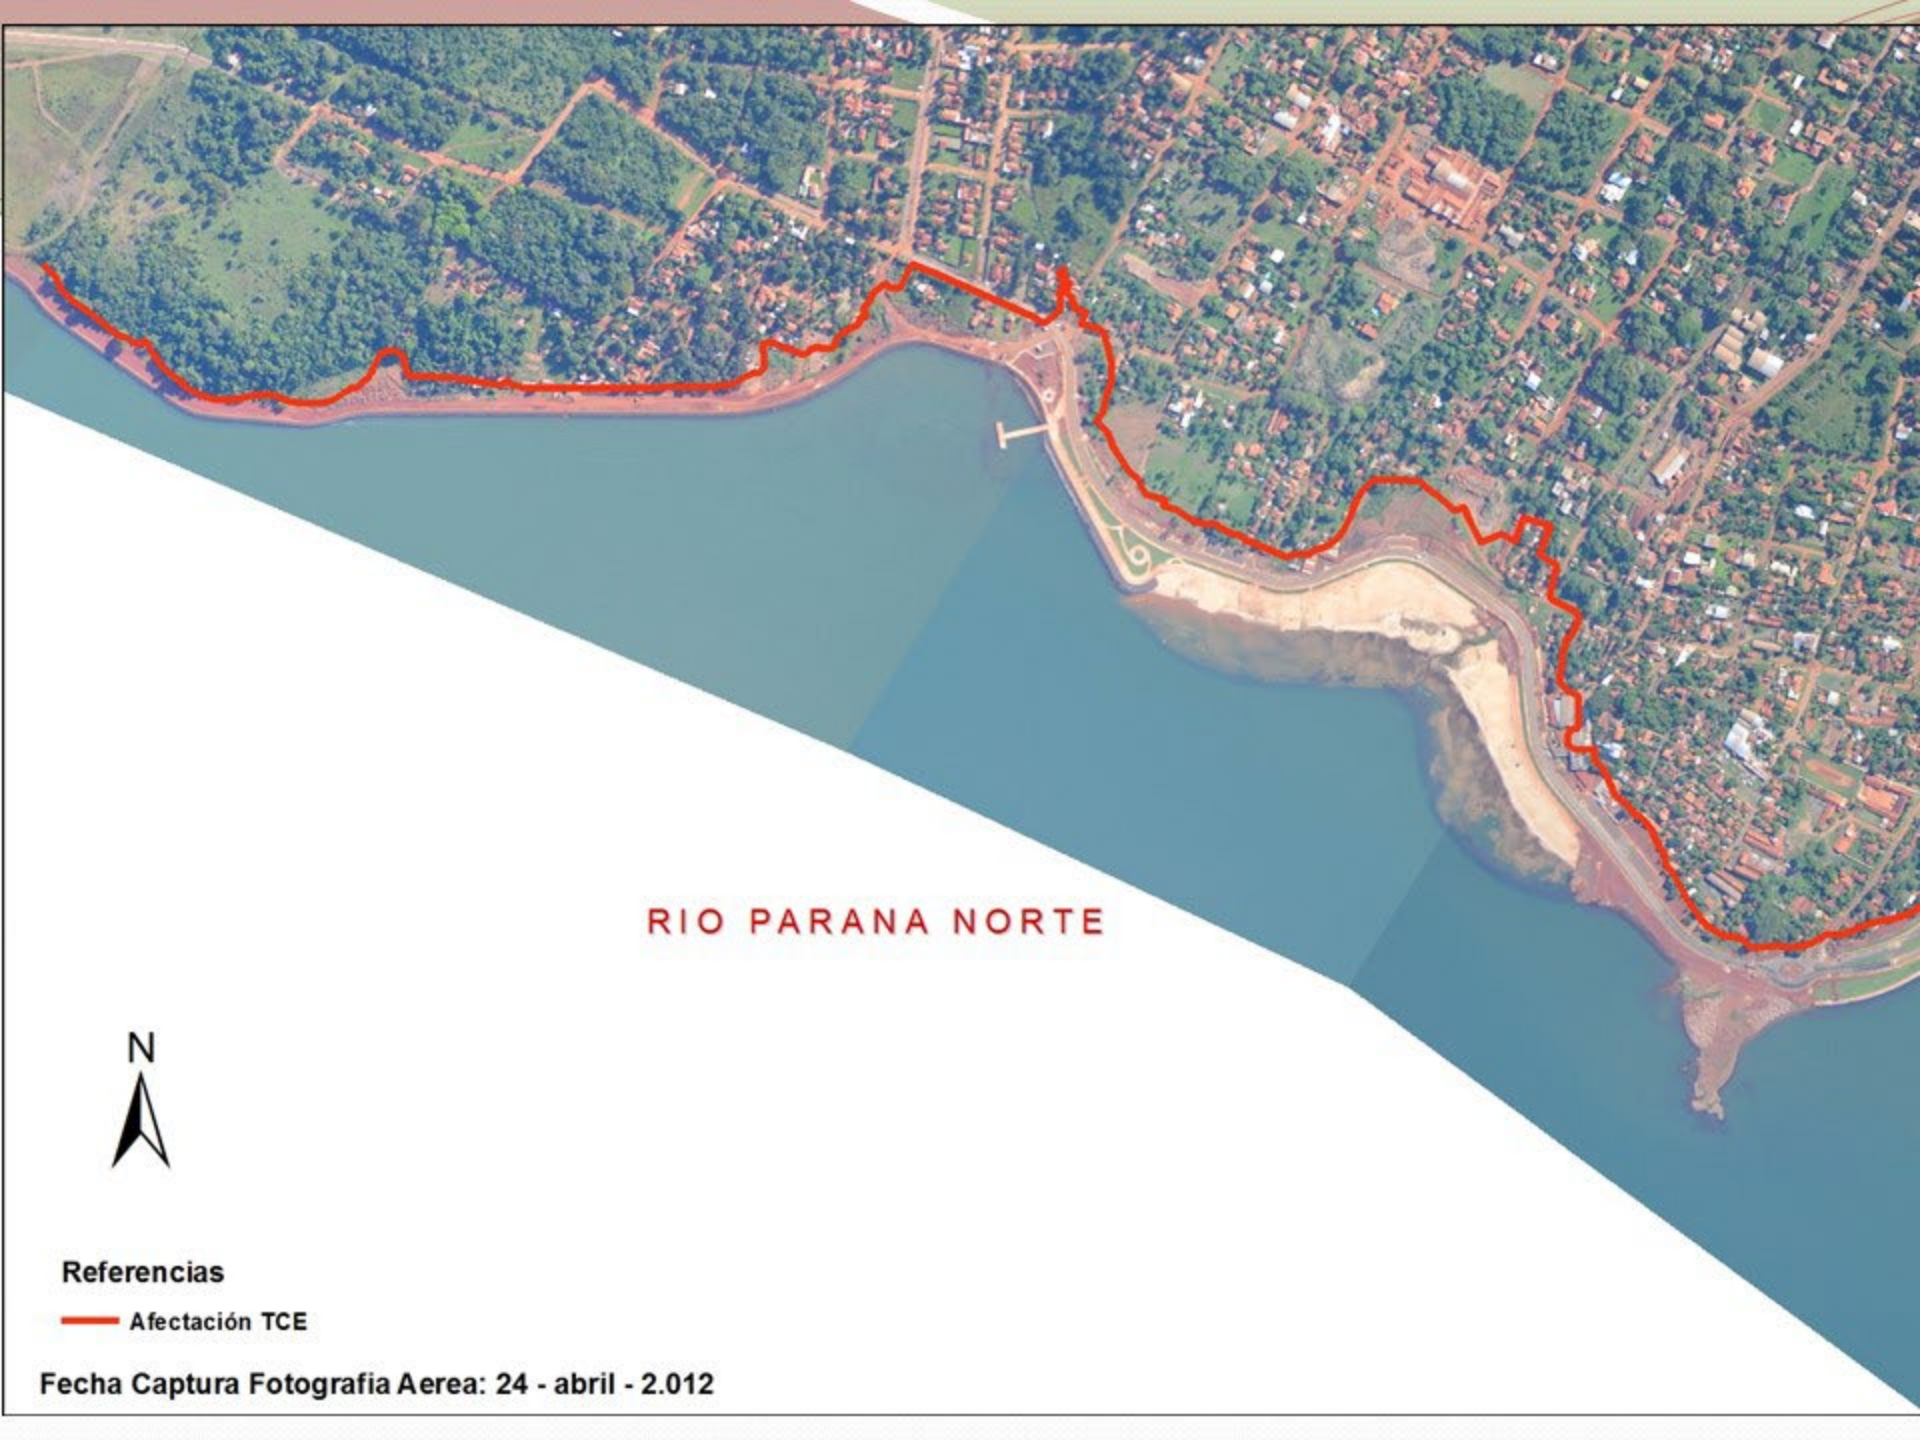 RIO PARANA NORTE
N
Referencias
Afectación TCE
Fecha Captura Fotografia Aerea: 24 - abril - 2.012